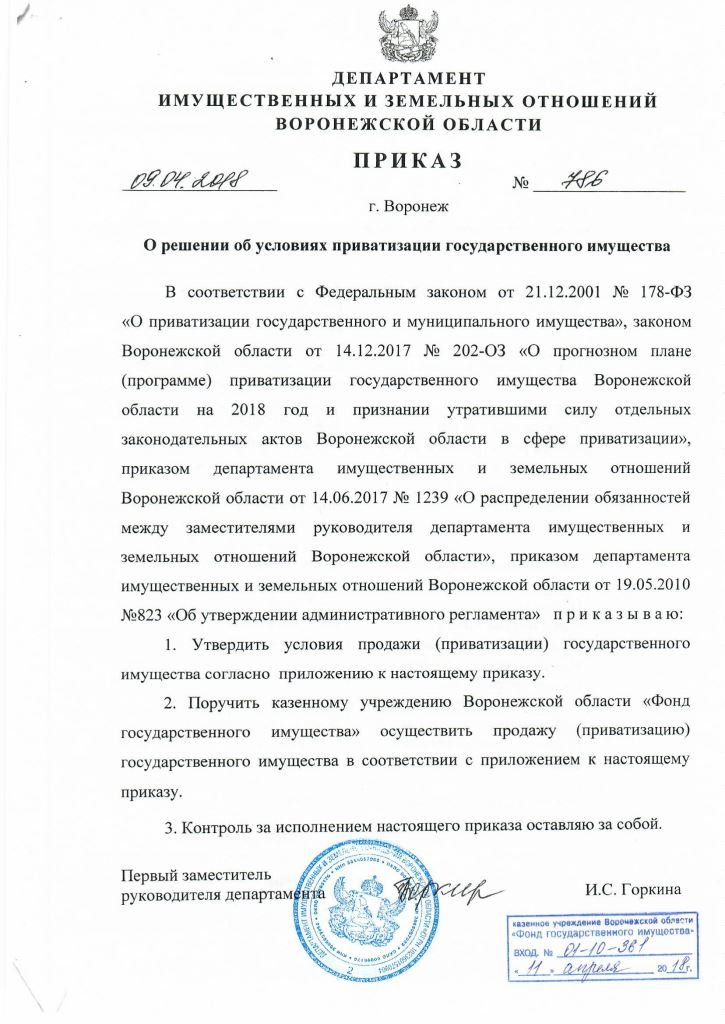 ДЕПАРТАМЕНТ
ИМУЩЕСТВЕННЫХ И ЗЕМЕЛЬНЫХ ОТНОШЕНИЙ
ВОРОНЕЖСКОЙ ОБЛАСТИ
ПРИКАЗ
09.04.2018 № 786
г. Воронеж
О решении об условиях приватизации государственного имущества
В соответствии с Федеральным законом от 21.12.2001 № 178-ФЗ
«О приватизации государственного и муниципального имущества», законом
Воронежской области от 14.12.2017 № 202-ОЗ «О прогнозном плане
(программе) приватизации государственного имущества Воронежской
области на 2018 год и признании утратившими силу отдельных
законодательных актов Воронежской области в сфере приватизации»,
приказом департамента имущественных и земельных отношений
Воронежской области от 14.06.2017 № 1239 «О распределении обязанностей
между заместителями руководителя департамента имущественных и
земельных отношений Воронежской области», приказом департамента
имущественных и земельных отношений Воронежской области от 19.05.2010
№823 «Об утверждении административного регламента» п р и к а з ы в а ю:
1. Утвердить условия продажи (приватизации) государственного
имущества согласно приложению к настоящему приказу.
2. Поручить казенному учреждению Воронежской области «Фонд
государственного имущества» осуществить продажу (приватизацию)
государственного имущества в соответствии с приложением к настоящему
приказу.
3. Контроль за исполнением настоящего приказа оставляю за собой.
Первый заместитель
руководителя департамента И.С. Горкина
казенное учреждение Воронежской области
«Фонд государственного имущества»
ВХОД. № 01-10-361
« 11 » апреля 2018г.